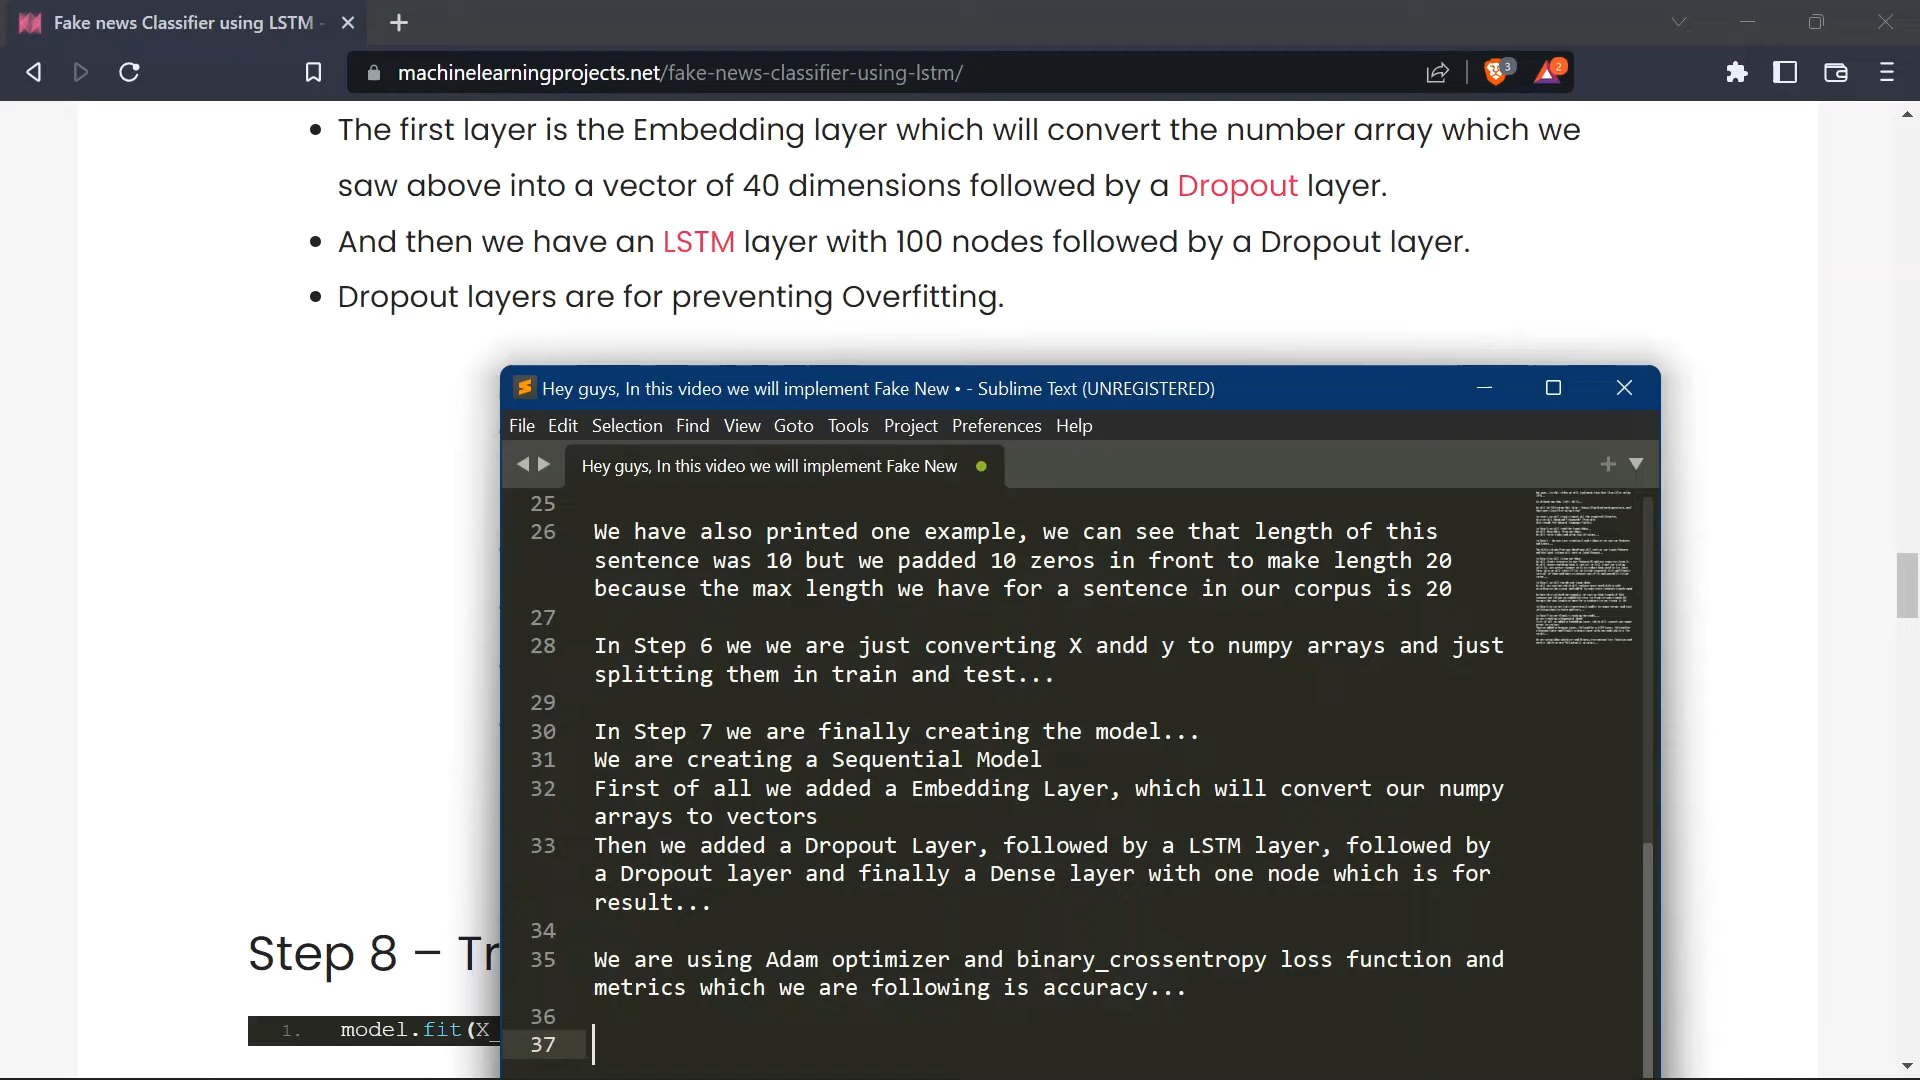 Fake news Classifier using LSTM -
machinelearningprojects.net/fake-news-classifier-using-lstm/
3
2
• The first layer is the Embedding layer which will convert the number array which we
saw above into a vector of 40 dimensions followed by a Dropout layer.
• And then we have an LSTM layer with 100 nodes followed by a Dropout layer.
• Dropout layers are for preventing Overfitting.
Hey guys, In this video we will implement Fake New • - Sublime Text (UNREGISTERED)
File Edit Selection Find View Goto Tools Project Preferences Help
Hey guys, In this video we will implement Fake New
25
26 We have also printed one example, we can see that length of this
sentence was 10 but we padded 10 zeros in front to make length 20
because the max length we have for a sentence in our corpus is 20
27
28 In Step 6 we we are just converting X andd y to numpy arrays and just
splitting them in train and test...
29
30 In Step 7 we are finally creating the model...
31 We are creating a Sequential Model
32 First of all we added a Embedding Layer, which will convert our numpy
arrays to vectors
33 Then we added a Dropout Layer, followed by a LSTM layer, followed by
a Dropout layer and finally a Dense layer with one node which is for
result...
34
35 We are using Adam optimizer and binary_crossentropy loss function and
metrics which we are following is accuracy...
36
37
Step 8 – Tr
1. model.fit(X_